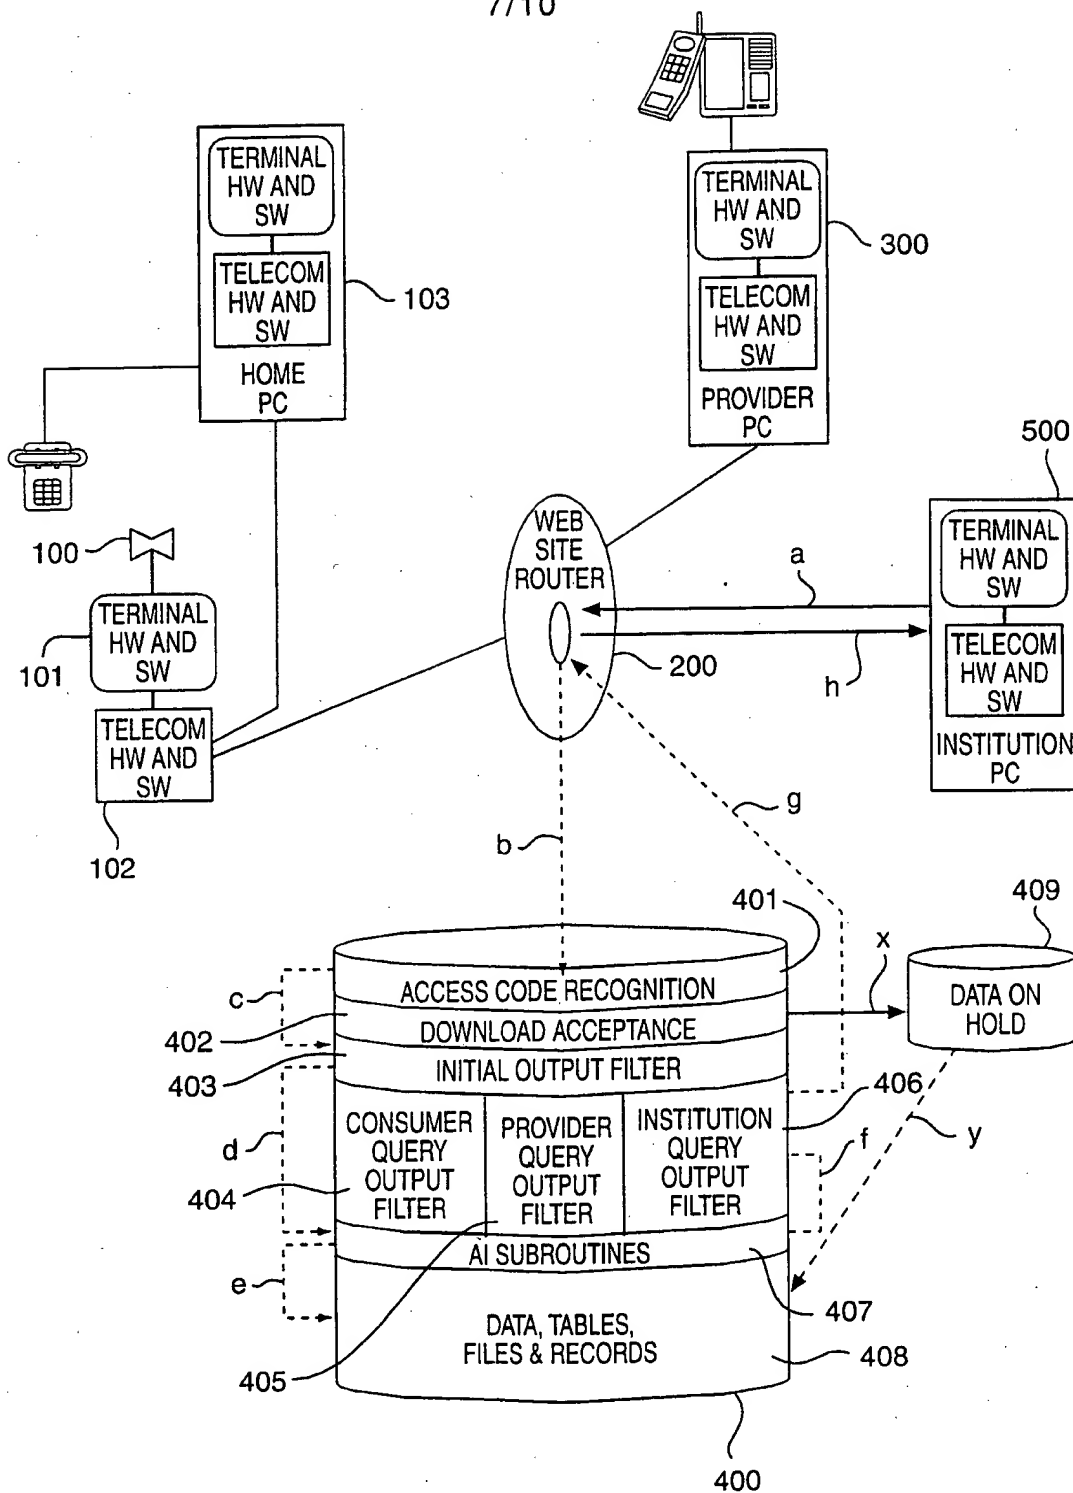 7/10
TERMINAL
HW AND
SW
TELECOM
HW AND
SW
HOME
PC
103
TERMINAL
HW AND
SW
TELECOM
HW AND
SW
PROVIDER
PC
300
500
TERMINAL
HW AND
SW
TELECOM
HW AND
SW
INSTITUTION
PC
100
TERMINAL
HW AND
SW
101
TELECOM
HW AND
SW
102
WEB
SITE
ROUTER
200
a
h
g
b
401
409
x
DATA ON
HOLD
c
ACCESS CODE RECOGNITION
402
DOWNLOAD ACCEPTANCE
403
INITIAL OUTPUT FILTER
406
d
CONSUMER
QUERY
OUTPUT
FILTER
404
PROVIDER
QUERY
OUTPUT
FILTER
INSTITUTION
QUERY
OUTPUT
FILTER
f
y
AI SUBROUTINES
e
407
DATA, TABLES,
FILES & RECORDS
408
405
400